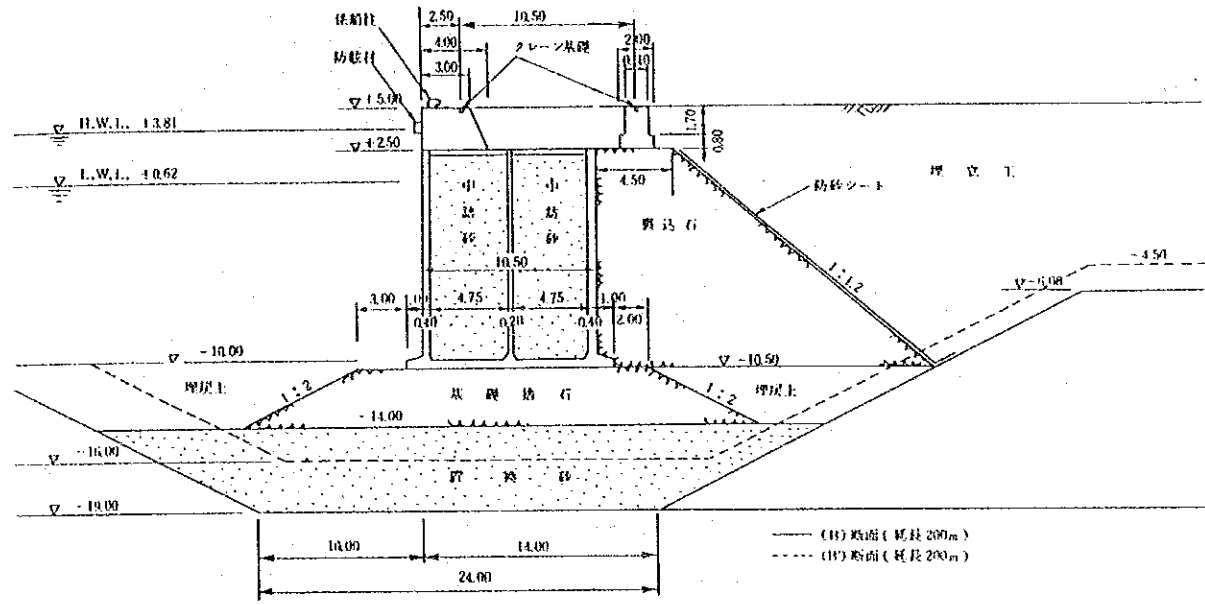 係船柱
2.50
10.50
防舷材
4.00
クレーン基礎
2.00
3.00
0.40
▽ +5.00
▽ H.W.L. +3.81
1.70
0.80
▽ +2.50
▽ L.W.L. +0.62
4.50
中詰砂
中詰砂
裏込石
防砂シート
埋立土
10.50
1:1.2
-4.50
▽ -6.08
3.00
4.75
4.75
1.00
0.40
0.20
0.40
2.00
▽ -10.00
▽ -10.50
埋戻土
1:2
基礎捨石
1:2
埋戻土
-14.00
▽ -16.00
置換砂
▽ -19.00
(B)断面(延長200m)
10.00
14.00
(B')断面(延長200m)
24.00